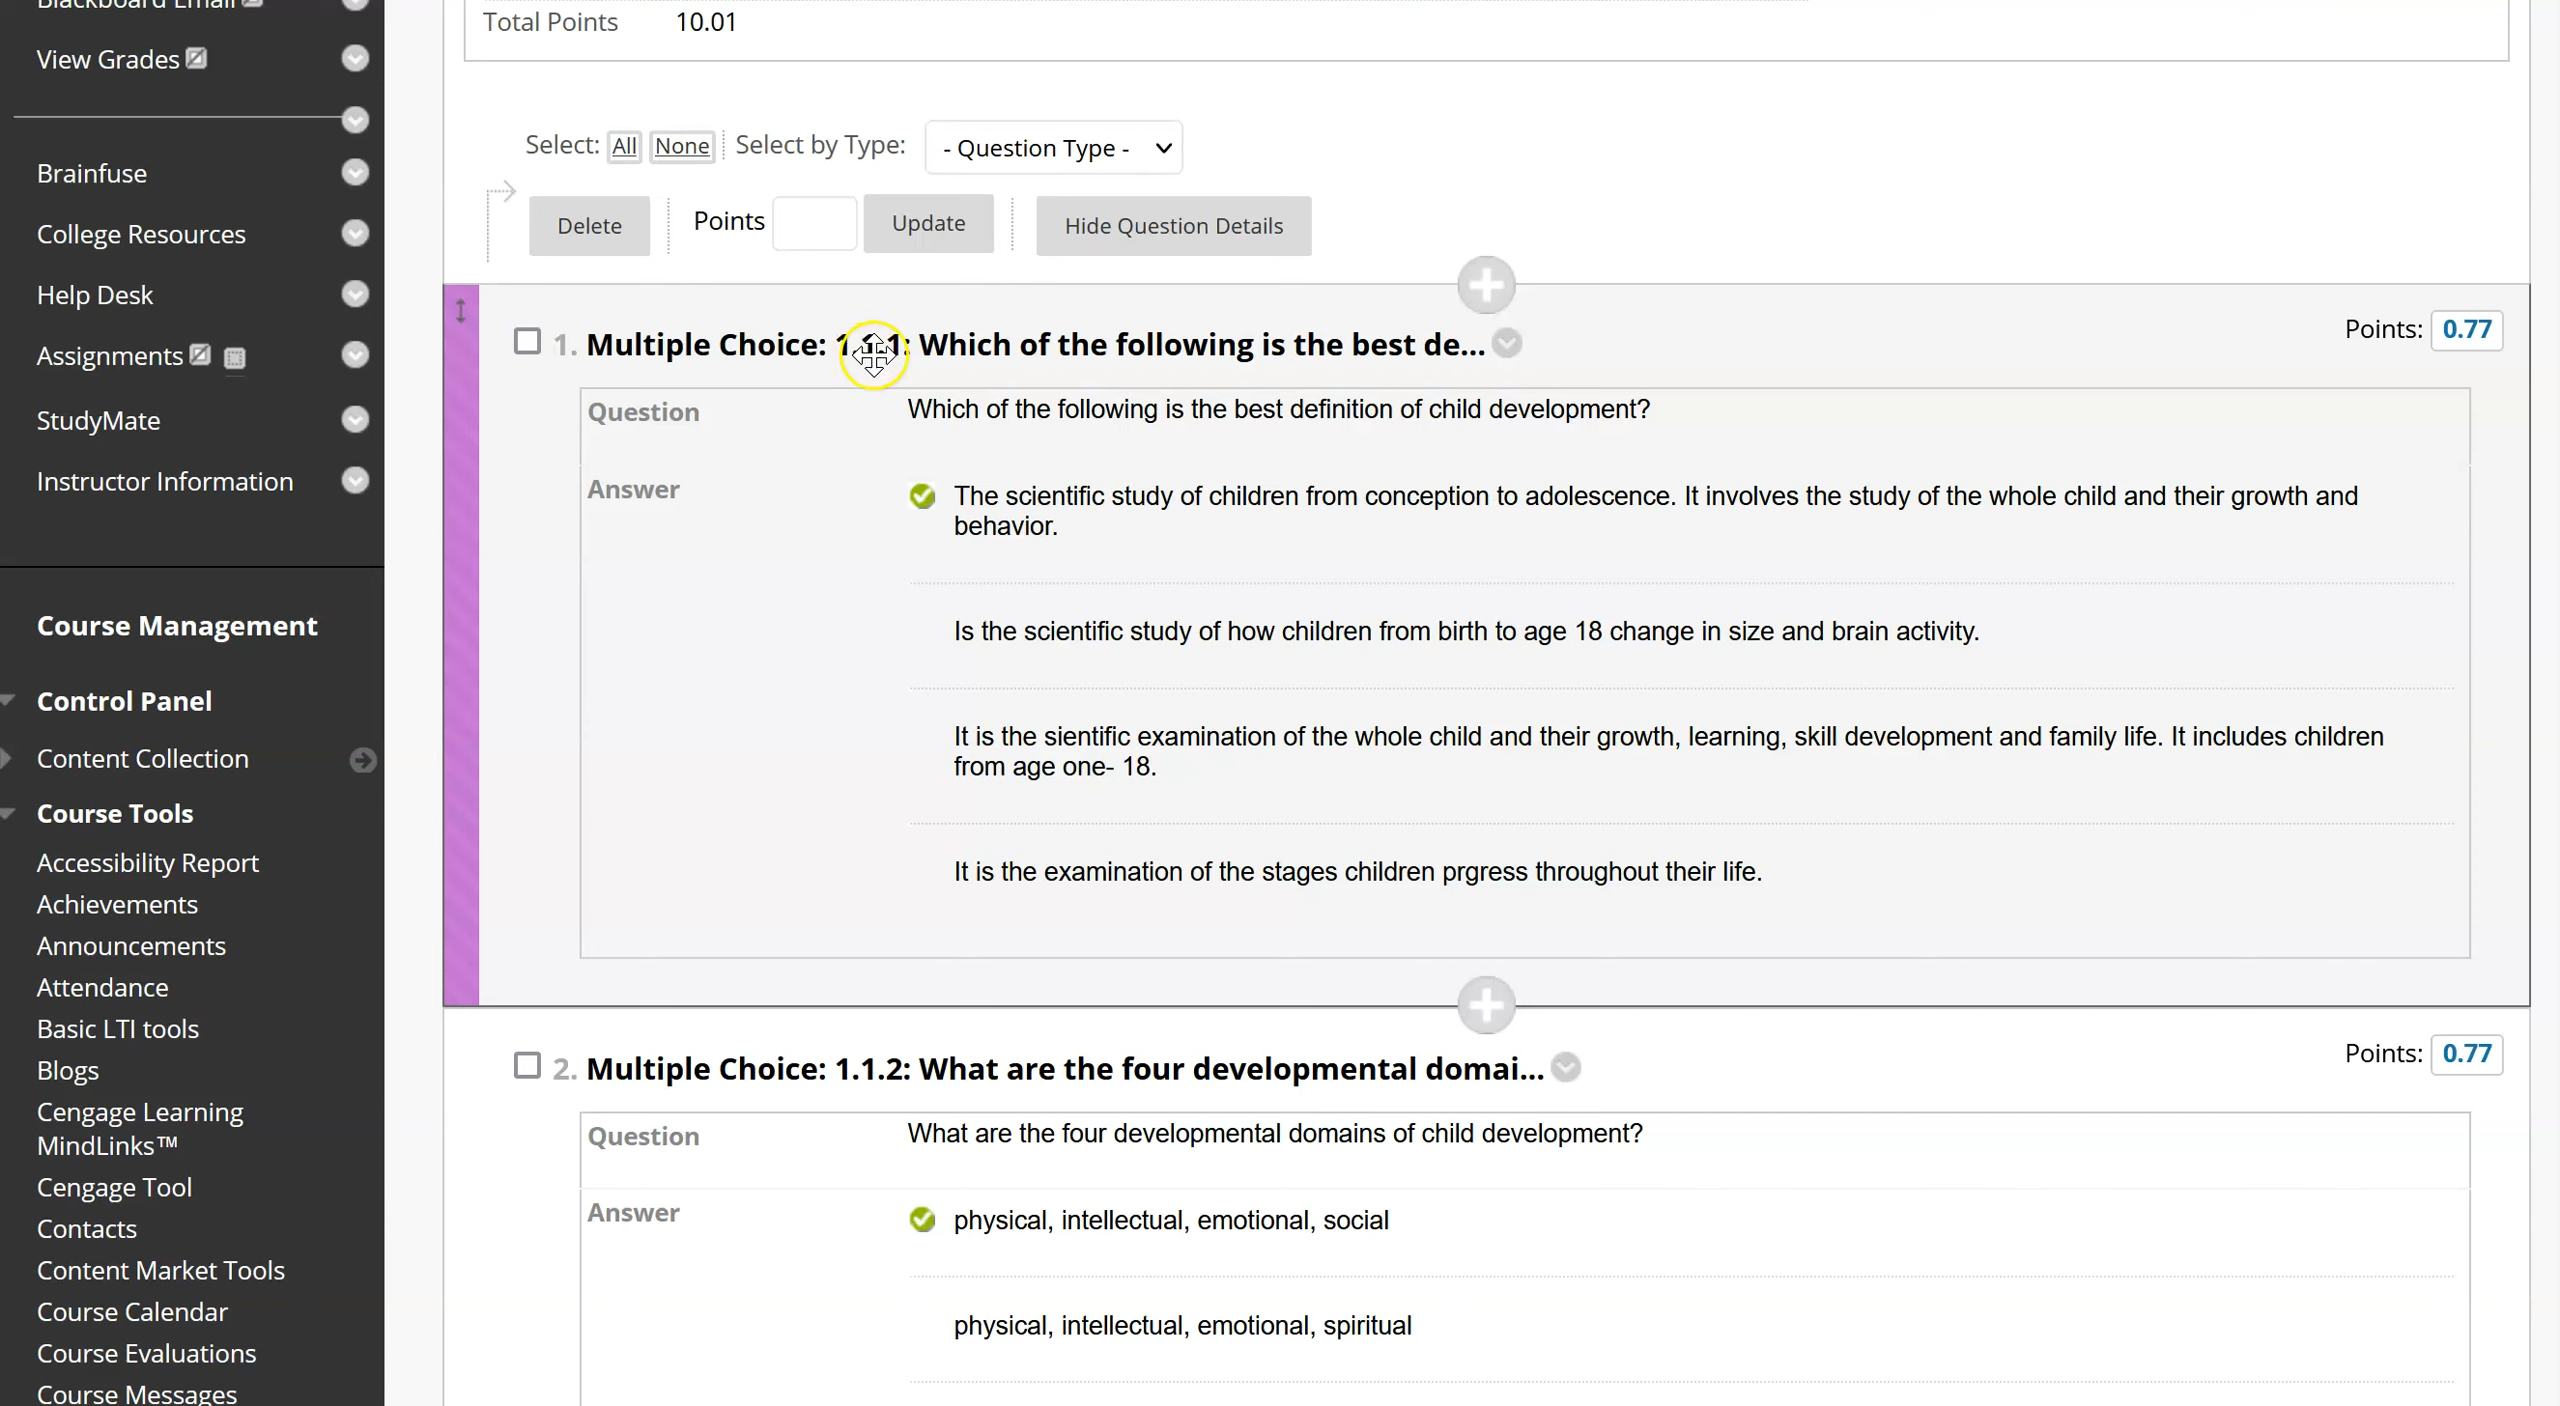 Blackboard Email
View Grades
Brainfuse
College Resources
Help Desk
Assignments
StudyMate
Instructor Information
Course Management
Control Panel
Content Collection
Course Tools
Accessibility Report
Achievements
Announcements
Attendance
Basic LTI tools
Blogs
Cengage Learning
MindLinks™
Cengage Tool
Contacts
Content Market Tools
Course Calendar
Course Evaluations
Course Messages
Total Points 10.01
Select: All None Select by Type: - Question Type -
Delete Points Update Hide Question Details
1. Multiple Choice: 1.1.1: Which of the following is the best de... Points: 0.77
Question Which of the following is the best definition of child development?
Answer The scientific study of children from conception to adolescence. It involves the study of the whole child and their growth and
behavior.
Is the scientific study of how children from birth to age 18 change in size and brain activity.
It is the sientific examination of the whole child and their growth, learning, skill development and family life. It includes children
from age one- 18.
It is the examination of the stages children prgress throughout their life.
2. Multiple Choice: 1.1.2: What are the four developmental domai... Points: 0.77
Question What are the four developmental domains of child development?
Answer physical, intellectual, emotional, social
physical, intellectual, emotional, spiritual